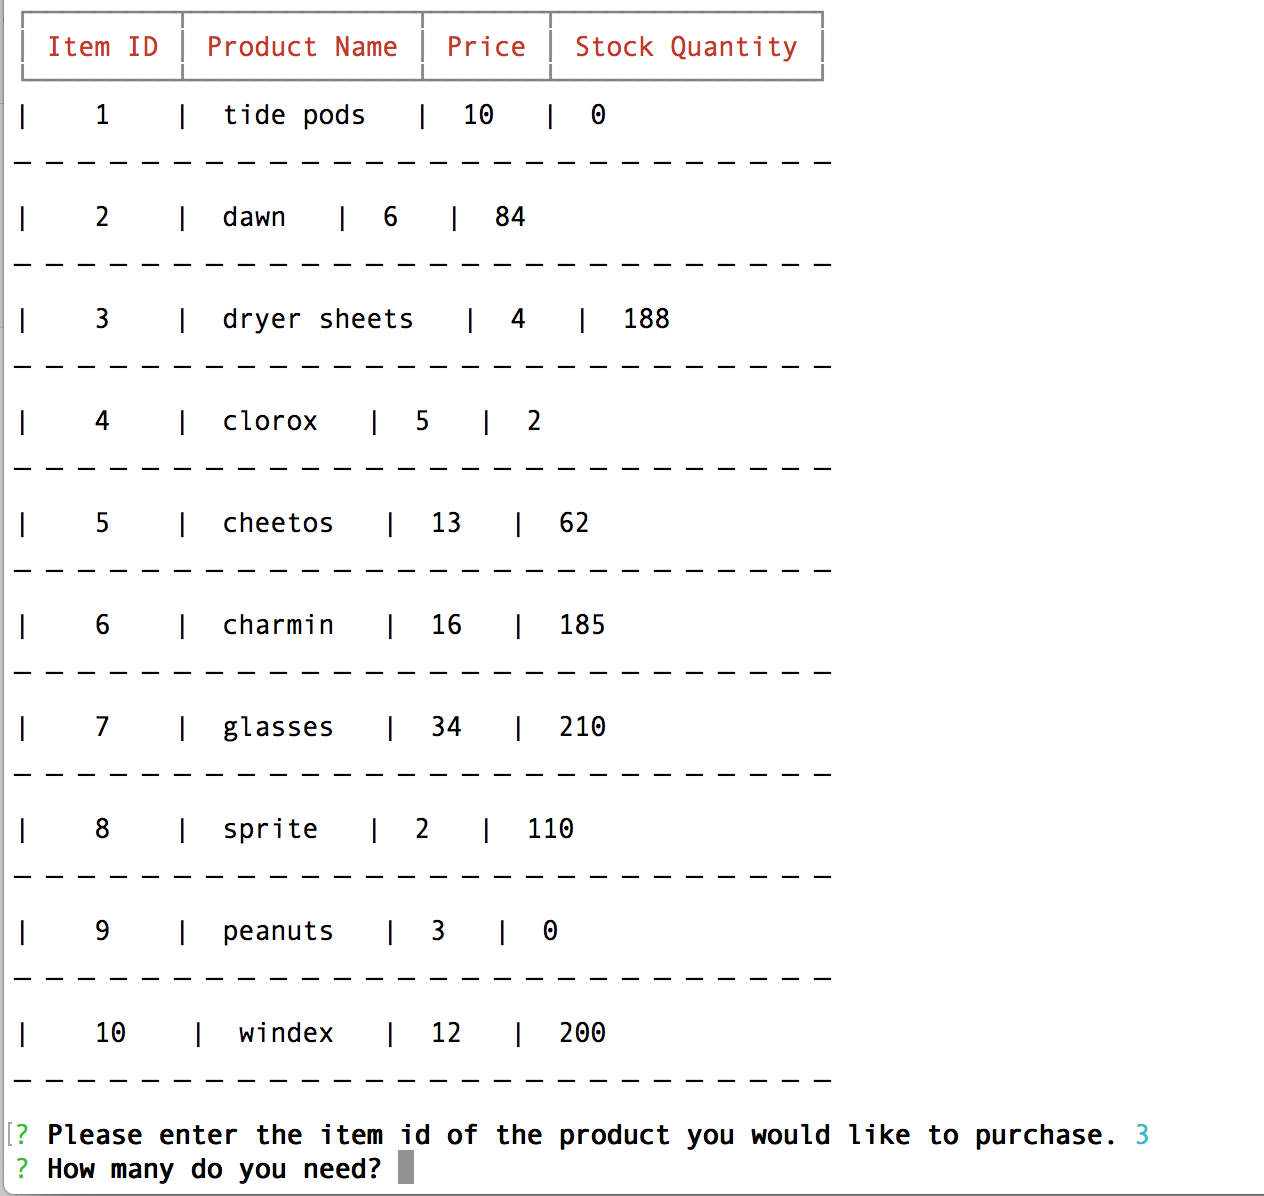 Item ID | Product Name | Price | Stock Quantity
| 1 | tide pods | 10 | 0
_ _ _ _ _ _ _ _ _ _ _ _ _ _ _ _ _ _ _ _ _ _ _ _ _ _
| 2 | dawn | 6 | 84
_ _ _ _ _ _ _ _ _ _ _ _ _ _ _ _ _ _ _ _ _ _ _ _ _ _
| 3 | dryer sheets | 4 | 188
_ _ _ _ _ _ _ _ _ _ _ _ _ _ _ _ _ _ _ _ _ _ _ _ _ _
| 4 | clorox | 5 | 2
_ _ _ _ _ _ _ _ _ _ _ _ _ _ _ _ _ _ _ _ _ _ _ _ _ _
| 5 | cheetos | 13 | 62
_ _ _ _ _ _ _ _ _ _ _ _ _ _ _ _ _ _ _ _ _ _ _ _ _ _
| 6 | charmin | 16 | 185
_ _ _ _ _ _ _ _ _ _ _ _ _ _ _ _ _ _ _ _ _ _ _ _ _ _
| 7 | glasses | 34 | 210
_ _ _ _ _ _ _ _ _ _ _ _ _ _ _ _ _ _ _ _ _ _ _ _ _ _
| 8 | sprite | 2 | 110
_ _ _ _ _ _ _ _ _ _ _ _ _ _ _ _ _ _ _ _ _ _ _ _ _ _
| 9 | peanuts | 3 | 0
_ _ _ _ _ _ _ _ _ _ _ _ _ _ _ _ _ _ _ _ _ _ _ _ _ _
| 10 | windex | 12 | 200
_ _ _ _ _ _ _ _ _ _ _ _ _ _ _ _ _ _ _ _ _ _ _ _ _ _
[? Please enter the item id of the product you would like to purchase. 3
? How many do you need?